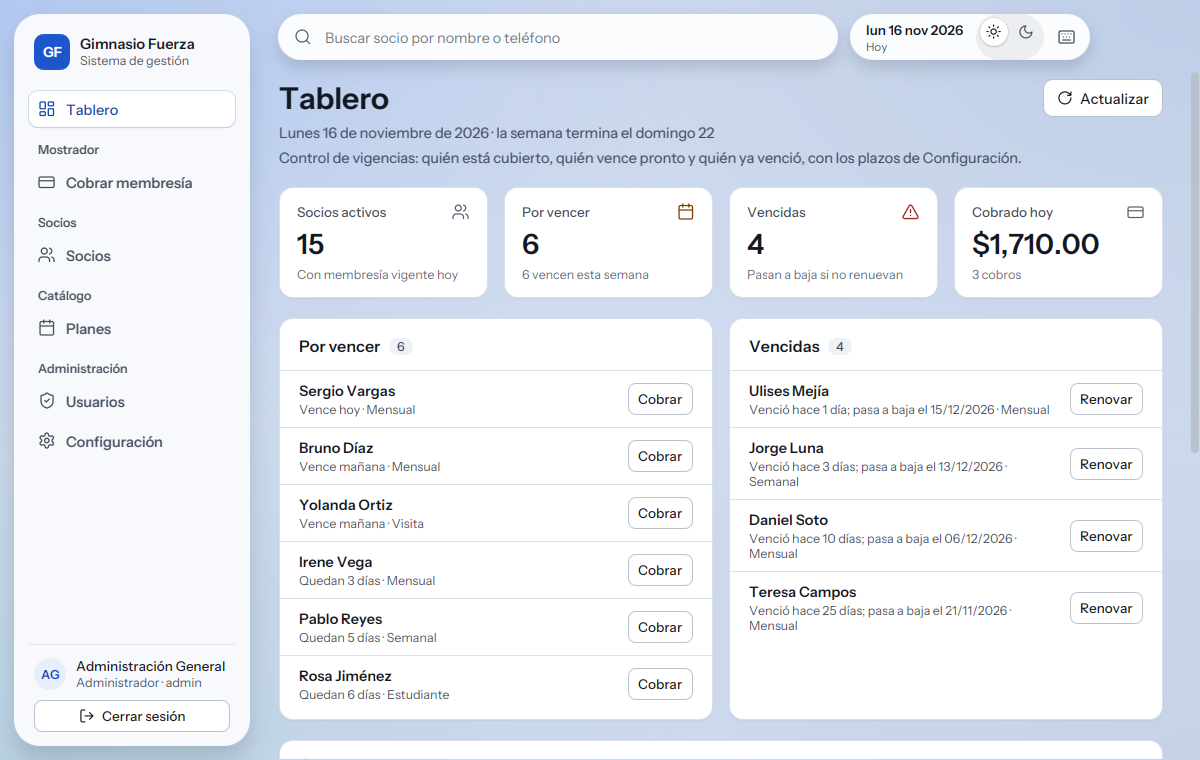 GF
Gimnasio Fuerza
Sistema de gestión
Tablero
Mostrador
Cobrar membresía
Socios
Socios
Catálogo
Planes
Administración
Usuarios
Configuración
AG
Administración General
Administrador · admin
Cerrar sesión
Buscar socio por nombre o teléfono
lun 16 nov 2026
Hoy
Tablero
Actualizar
Lunes 16 de noviembre de 2026 · la semana termina el domingo 22
Control de vigencias: quién está cubierto, quién vence pronto y quién ya venció, con los plazos de Configuración.
Socios activos
15
Con membresía vigente hoy
Por vencer
6
6 vencen esta semana
Vencidas
4
Pasan a baja si no renuevan
Cobrado hoy
$1,710.00
3 cobros
Por vencer 6
Sergio Vargas
Vence hoy · Mensual
Cobrar
Bruno Díaz
Vence mañana · Mensual
Cobrar
Yolanda Ortiz
Vence mañana · Visita
Cobrar
Irene Vega
Quedan 3 días · Mensual
Cobrar
Pablo Reyes
Quedan 5 días · Semanal
Cobrar
Rosa Jiménez
Quedan 6 días · Estudiante
Cobrar
Vencidas 4
Ulises Mejía
Venció hace 1 día; pasa a baja el 15/12/2026 · Mensual
Renovar
Jorge Luna
Venció hace 3 días; pasa a baja el 13/12/2026 ·
Semanal
Renovar
Daniel Soto
Venció hace 10 días; pasa a baja el 06/12/2026 ·
Mensual
Renovar
Teresa Campos
Venció hace 25 días; pasa a baja el 21/11/2026 ·
Mensual
Renovar